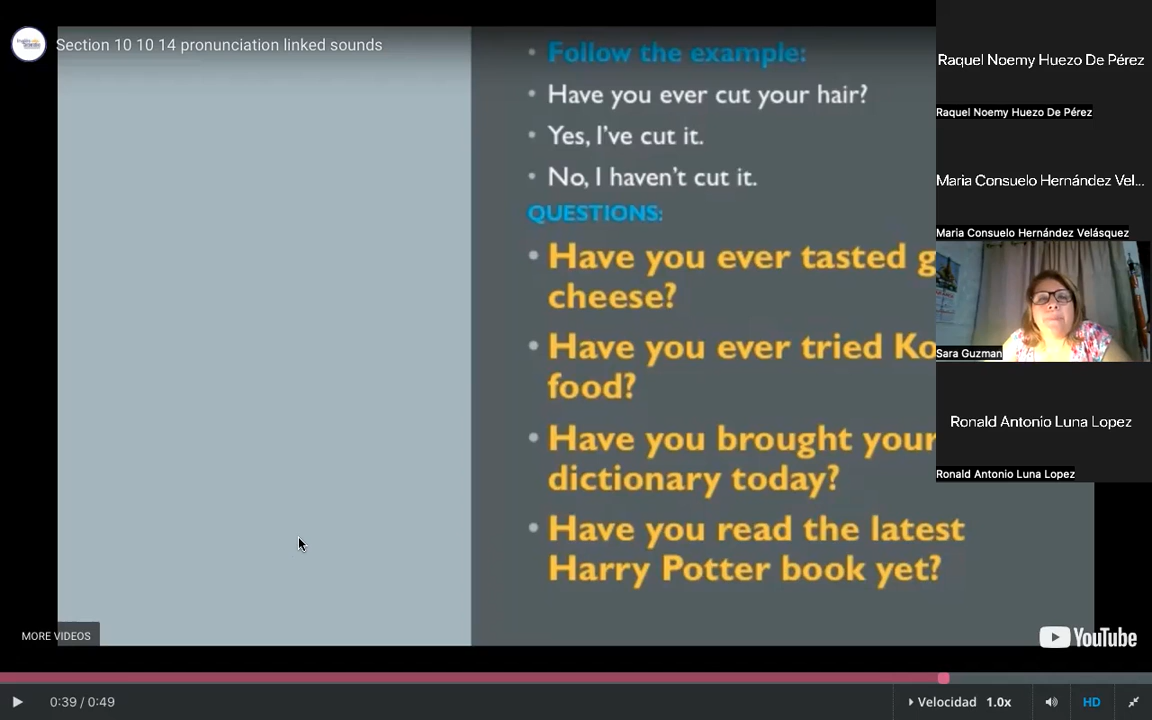 Section 10 10 14 pronunciation linked sounds
Follow the example:
Have you ever cut your hair?
Yes, I've cut it.
No, I haven't cut it.
QUESTIONS:
Have you ever tasted g
cheese?
Have you ever tried Ko
food?
Have you brought your
dictionary today?
Have you read the latest
Harry Potter book yet?
Raquel Noemy Huezo De Pérez
Raquel Noemy Huezo De Pérez
Maria Consuelo Hernández Vel...
Maria Consuelo Hernández Velásquez
Sara Guzman
Ronald Antonio Luna Lopez
Ronald Antonio Luna Lopez
MORE VIDEOS
YouTube
0:39 / 0:49
Velocidad 1.0x
HD